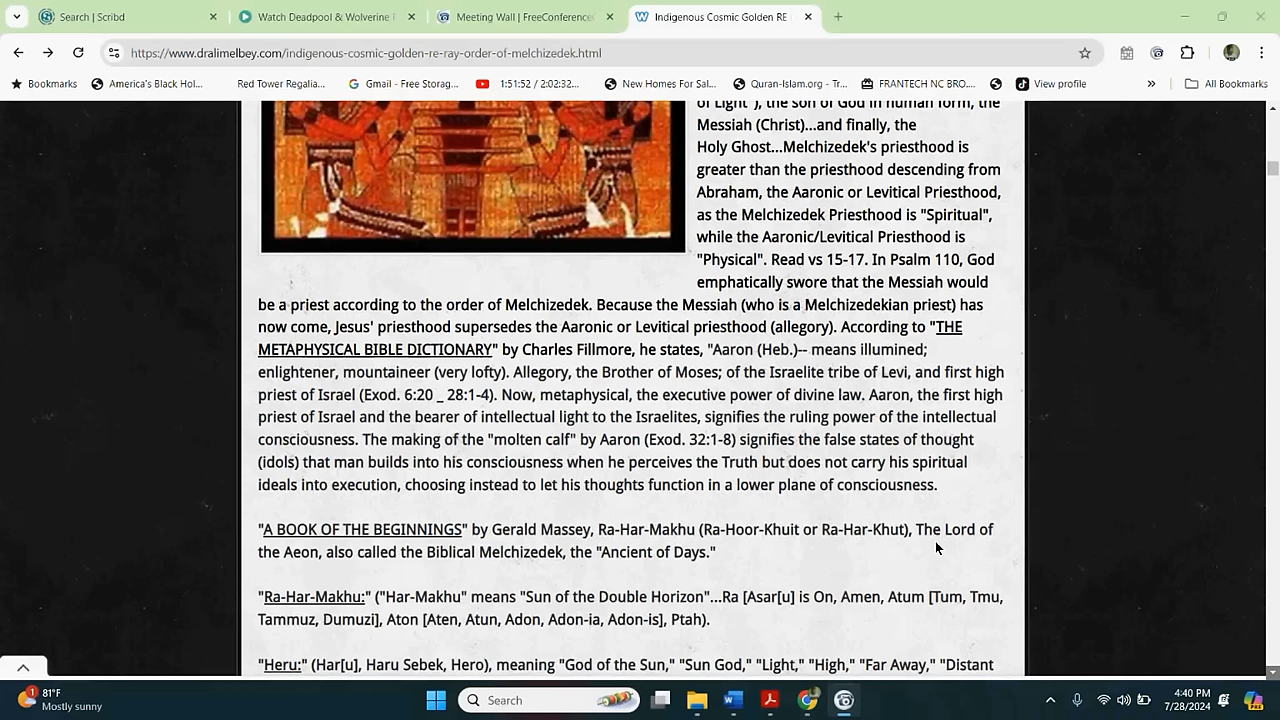 Search | Scribd
Watch Deadpool & Wolverine F
Meeting Wall | FreeConference
Indigenous Cosmic Golden RE
https://www.dralimelbey.com/indigenous-cosmic-golden-re-ray-order-of-melchizedek.html
Bookmarks
America's Black Hol...
Red Tower Regalia...
Gmail - Free Storag...
1:51:52 / 2:02:32...
New Homes For Sal...
Quran-Islam.org - Tr...
FRANTECH NC BRO...
View profile
»
All Bookmarks
of Light"), the son of God in human form, the
Messiah (Christ)...and finally, the
Holy Ghost...Melchizedek's priesthood is
greater than the priesthood descending from
Abraham, the Aaronic or Levitical Priesthood,
as the Melchizedek Priesthood is "Spiritual",
while the Aaronic/Levitical Priesthood is
"Physical". Read vs 15-17. In Psalm 110, God
emphatically swore that the Messiah would
be a priest according to the order of Melchizedek. Because the Messiah (who is a Melchizedekian priest) has
now come, Jesus' priesthood supersedes the Aaronic or Levitical priesthood (allegory). According to "THE
METAPHYSICAL BIBLE DICTIONARY" by Charles Fillmore, he states, "Aaron (Heb.)-- means illumined;
enlightener, mountaineer (very lofty). Allegory, the Brother of Moses; of the Israelite tribe of Levi, and first high
priest of Israel (Exod. 6:20 _ 28:1-4). Now, metaphysical, the executive power of divine law. Aaron, the first high
priest of Israel and the bearer of intellectual light to the Israelites, signifies the ruling power of the intellectual
consciousness. The making of the "molten calf" by Aaron (Exod. 32:1-8) signifies the false states of thought
(idols) that man builds into his consciousness when he perceives the Truth but does not carry his spiritual
ideals into execution, choosing instead to let his thoughts function in a lower plane of consciousness.
"A BOOK OF THE BEGINNINGS" by Gerald Massey, Ra-Har-Makhu (Ra-Hoor-Khuit or Ra-Har-Khut), The Lord of
the Aeon, also called the Biblical Melchizedek, the "Ancient of Days."
"Ra-Har-Makhu:" ("Har-Makhu" means "Sun of the Double Horizon"...Ra [Asar[u] is On, Amen, Atum [Tum, Tmu,
Tammuz, Dumuzi], Aton [Aten, Atun, Adon, Adon-ia, Adon-is], Ptah).
"Heru:" (Har[u], Haru Sebek, Hero), meaning "God of the Sun," "Sun God," "Light," "High," "Far Away," "Distant
1
81°F
Mostly sunny
Search
4:40 PM
7/28/2024